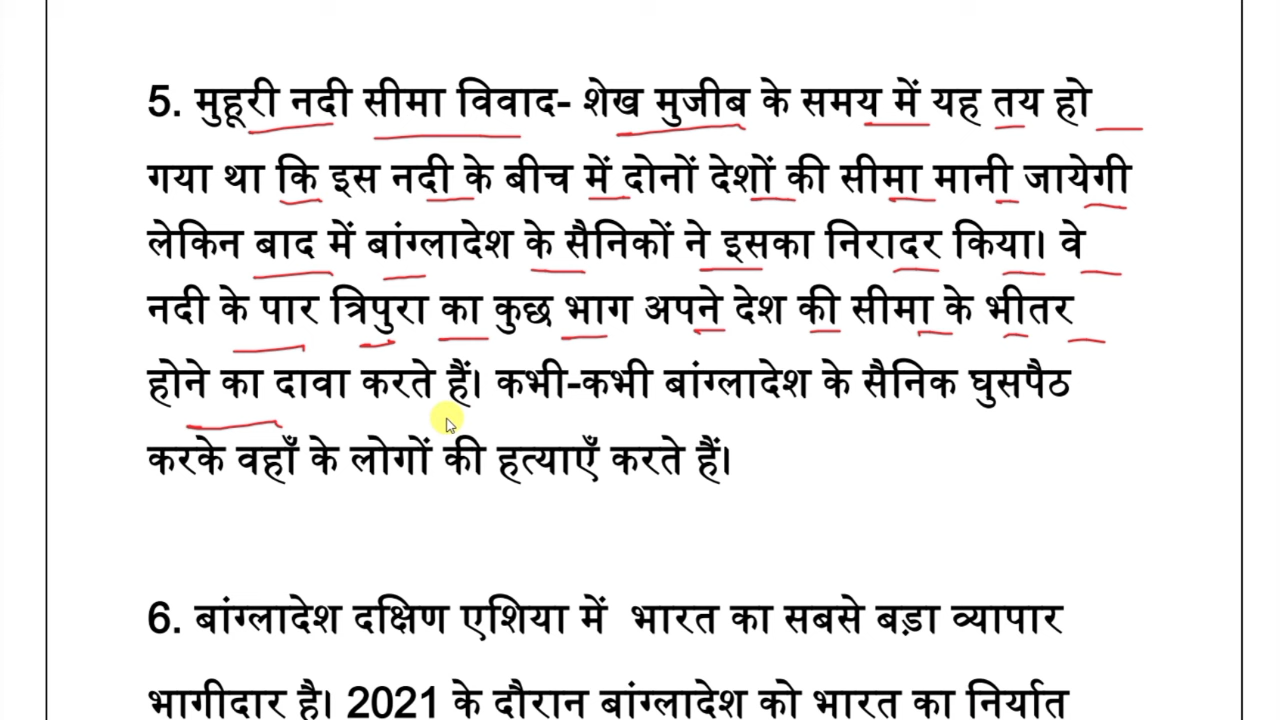 5. मुहूरी नदी सीमा विवाद- शेख मुजीब के समय में यह तय हो
गया था कि इस नदी के बीच में दोनों देशों की सीमा मानी जायेगी
लेकिन बाद में बांग्लादेश के सैनिकों ने इसका निरादर किया। वे
नदी के पार त्रिपुरा का कुछ भाग अपने देश की सीमा के भीतर
होने का दावा करते हैं। कभी-कभी बांग्लादेश के सैनिक घुसपैठ
करके वहाँ के लोगों की हत्याएँ करते हैं।
6. बांग्लादेश दक्षिण एशिया में भारत का सबसे बड़ा व्यापार
भागीदार है। 2021 के दौरान बांग्लादेश को भारत का निर्यात